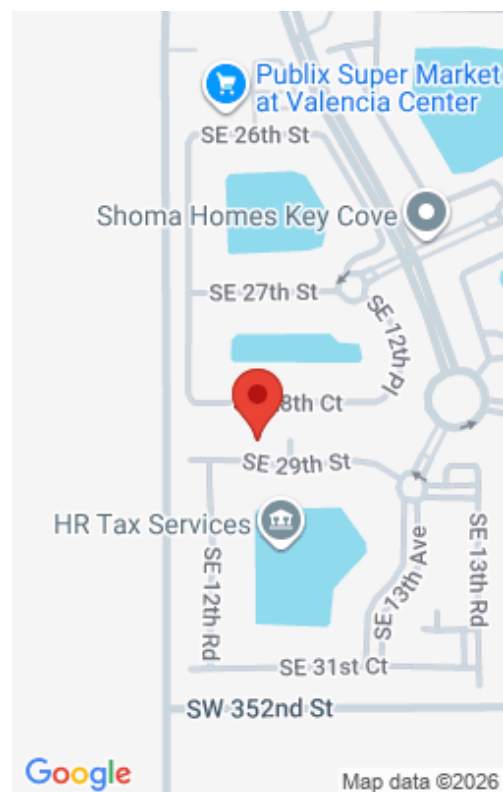 Publix Super Market
at Valencia Center
SE 26th St
Shoma Homes Key Cove
SE 27th St
SE 12th Pl
8th Ct
SE 29th St
HR Tax Services
SE 12th Rd
SE 13th Ave
SE 13th Rd
SE 31st Ct
SW 352nd St
Google
Map data ©2026